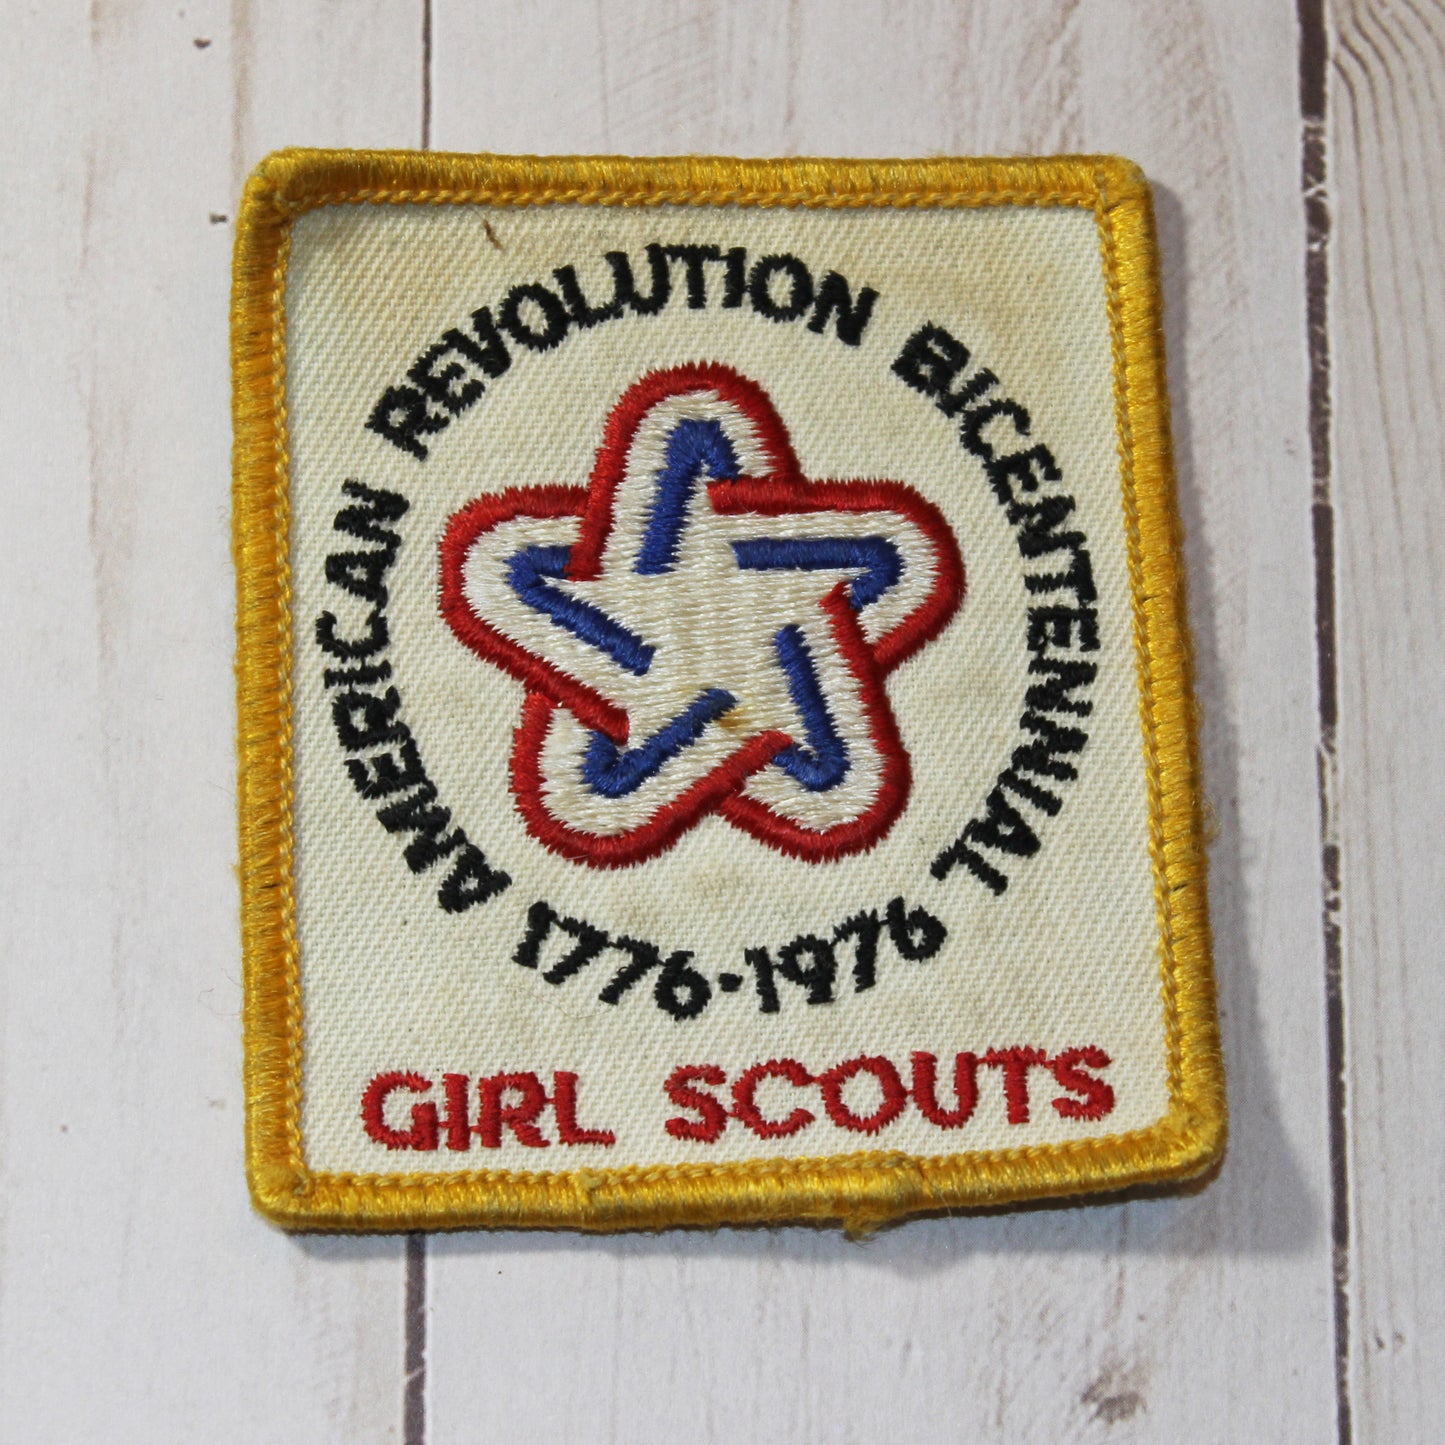 AMERICAN REVOLUTION BICENTENNIAL
1776·1976
GIRL SCOUTS